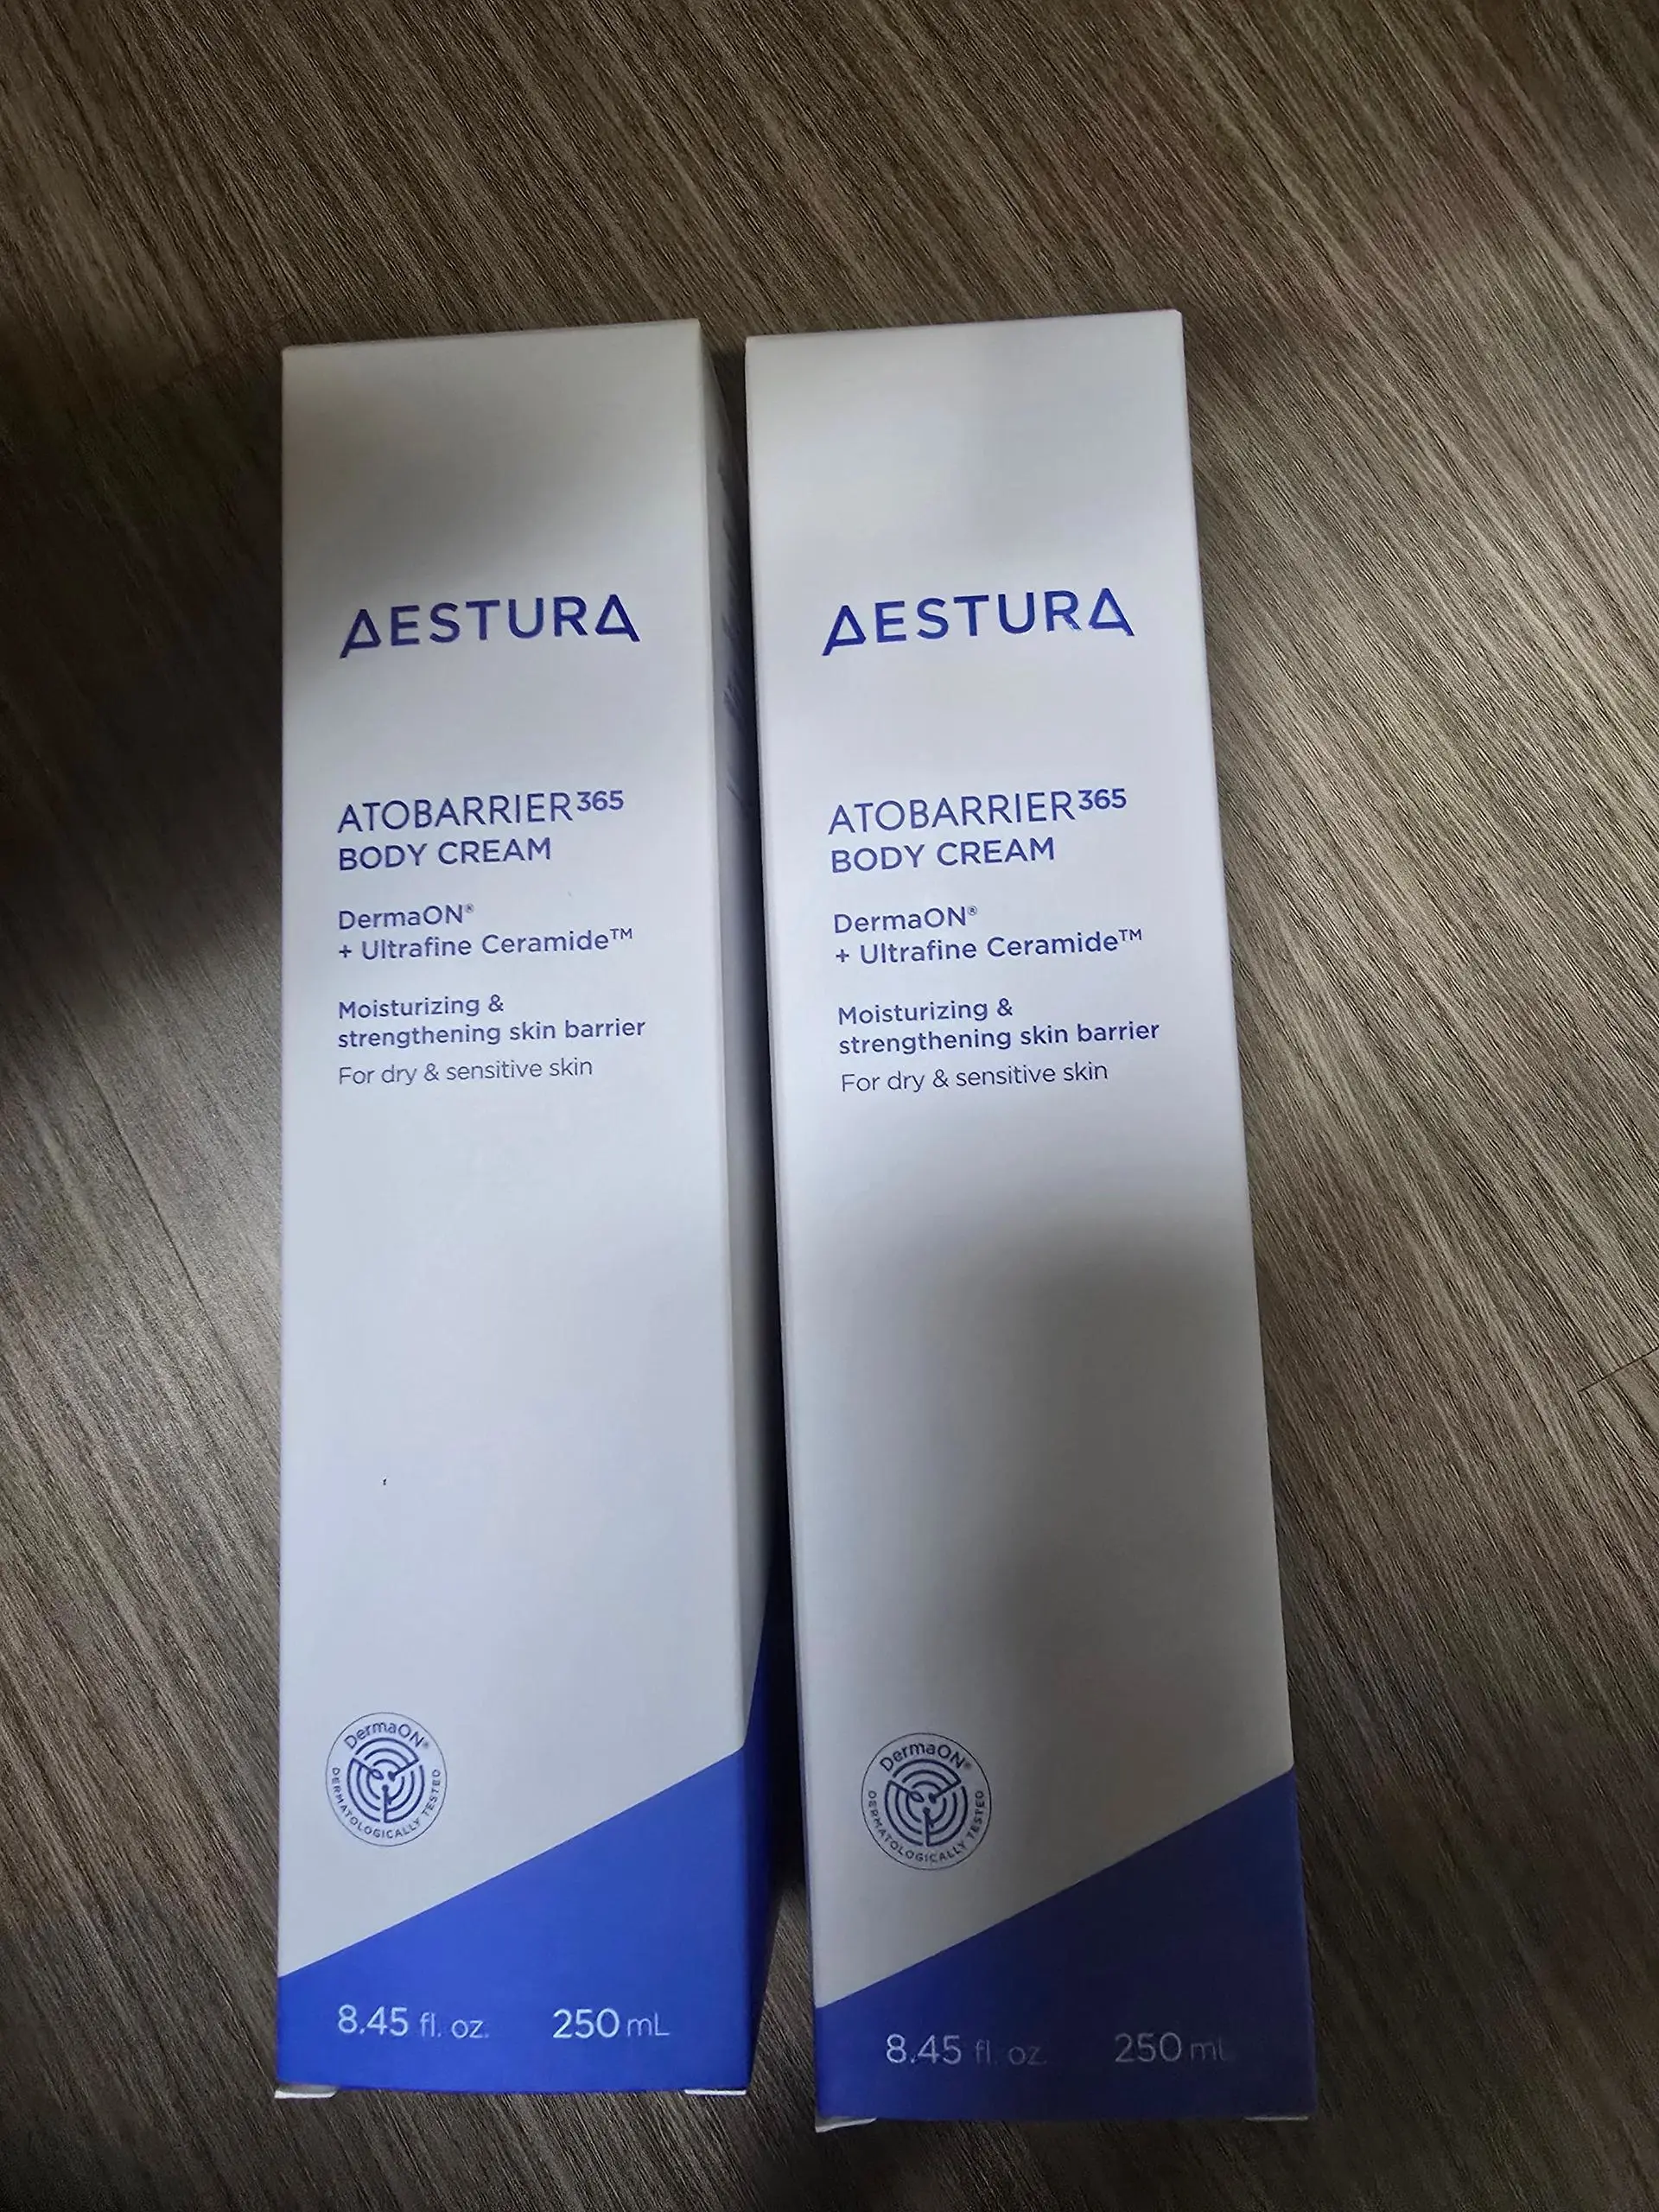 AESTURA
ATOBARRIER365
BODY CREAM
DermaON®
+ Ultrafine Ceramide™
Moisturizing &
strengthening skin barrier
For dry & sensitive skin
DermaON®
DERMATOLOGICALLY TESTED
8.45 fl. oz. 250 mL
AESTURA
ATOBARRIER365
BODY CREAM
DermaON®
+ Ultrafine Ceramide™
Moisturizing &
strengthening skin barrier
For dry & sensitive skin
DermaON®
DERMATOLOGICALLY TESTED
8.45 fl. oz. 250 mL